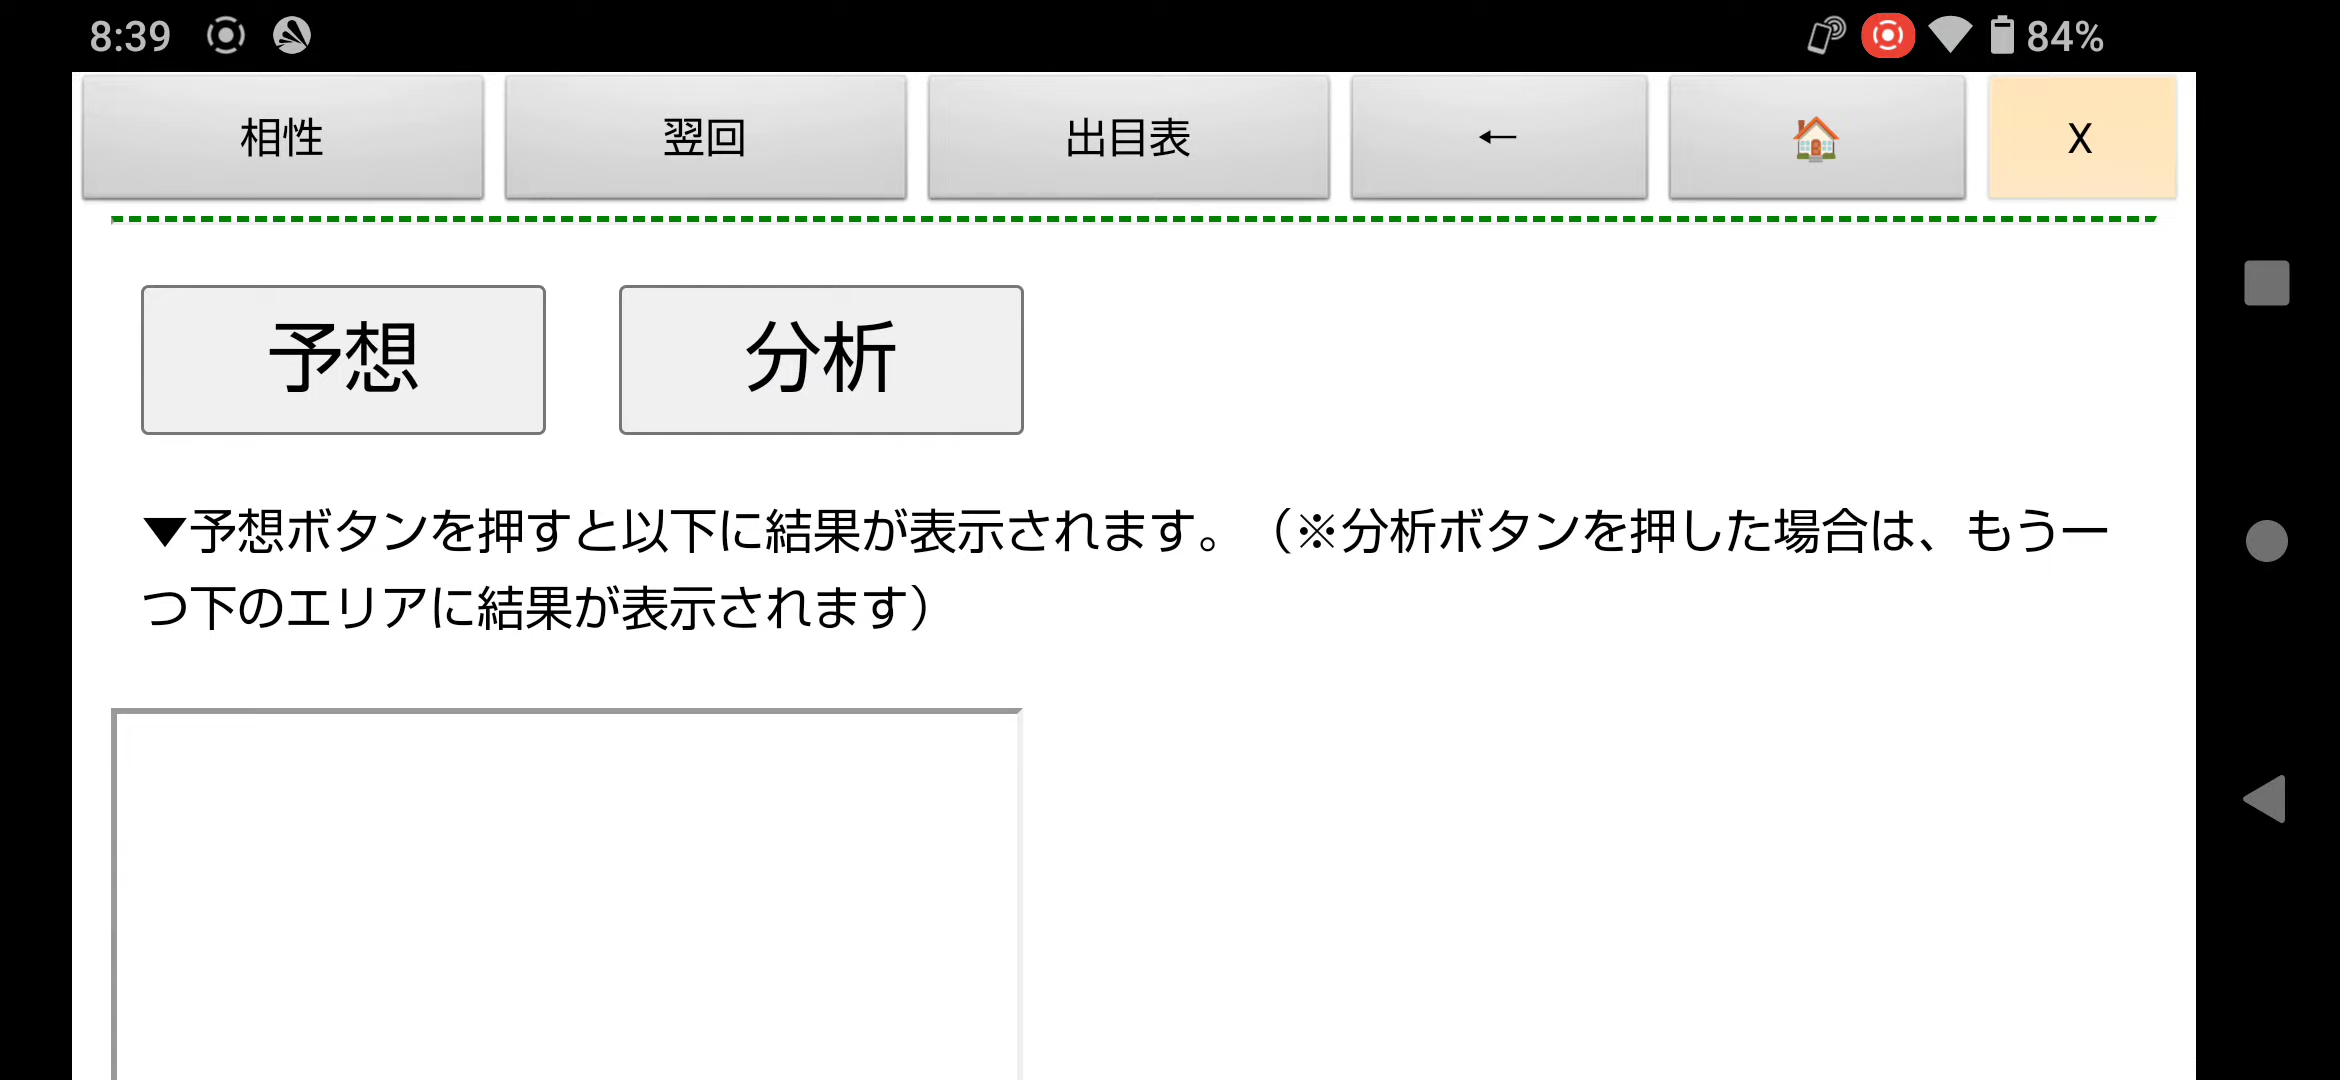 8:39 84%
相性 翌回 出目表 ← 🏠 X
予想 分析
▼予想ボタンを押すと以下に結果が表示されます。（※分析ボタンを押した場合は、もう一
つ下のエリアに結果が表示されます）